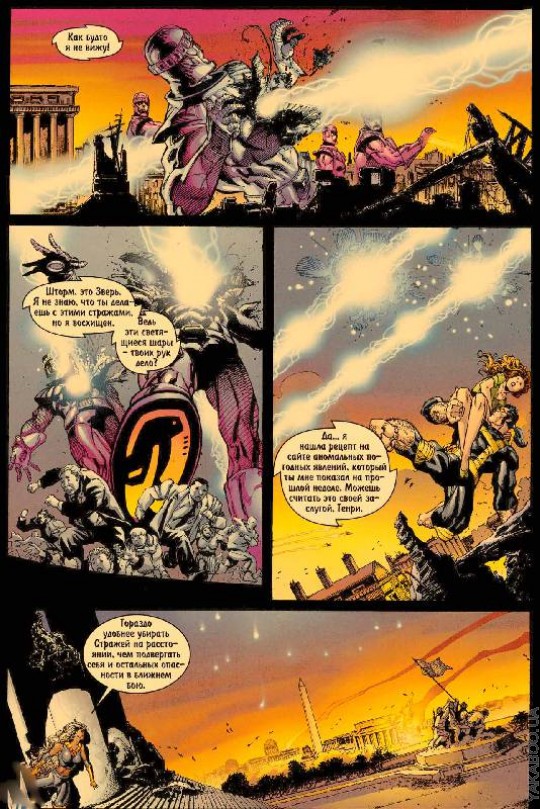 Как будто
я не вижу!
Шторм, это Зверь.
Я не знаю, что ты дела-
ешь с этими стражами,
но я восхищен.
Ведь
эти светя-
щиеся шары
- твоих рук
дело?
Да... я
нашла рецепт на
сайте аномальных по-
годных явлений, который
ты мне показал на про-
шлой неделе. Можешь
считать это своей за-
слугой, Генри.
Гораздо
удобнее убирать
Стражей на рассто-
янии, чем подвергать
себя и остальных опас-
ности в ближнем
бою.
YAKABOO.UA